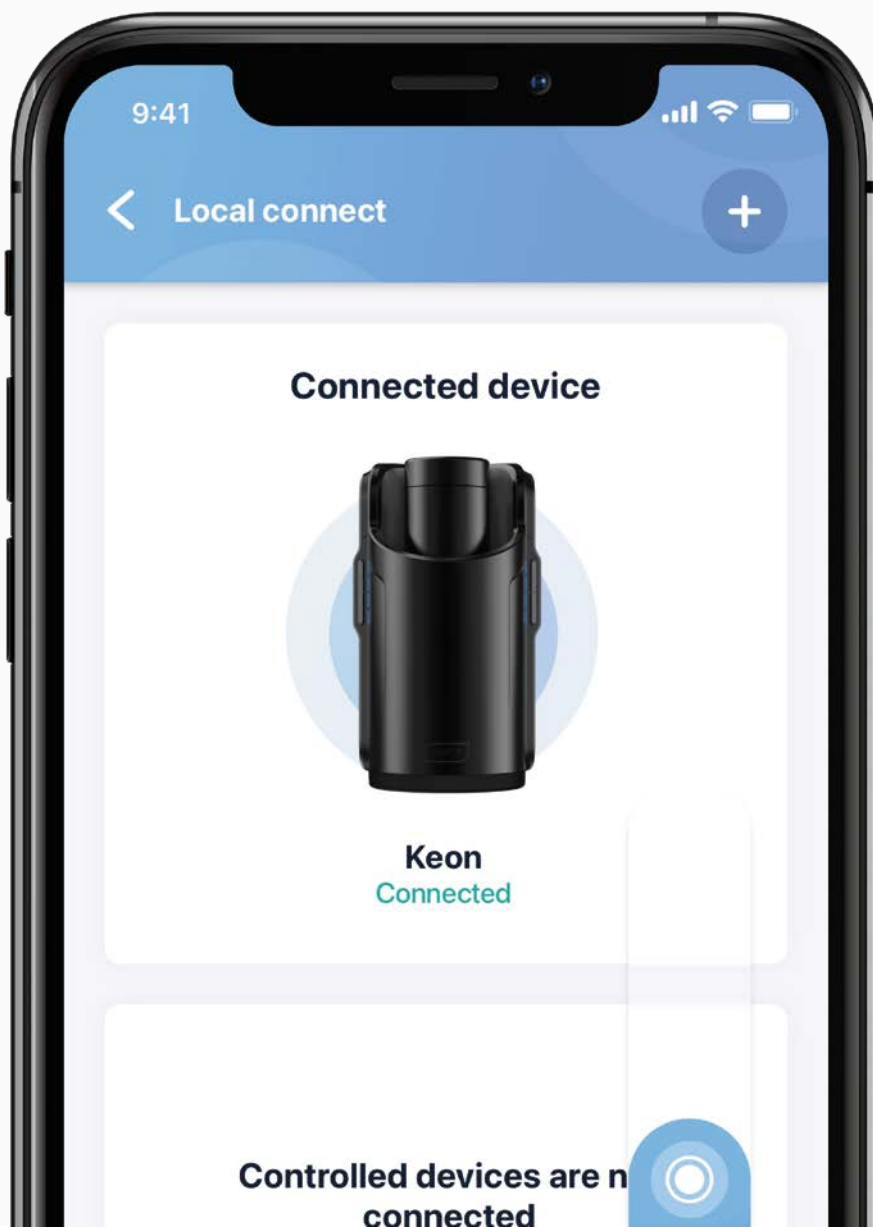 9:41
Local connect
Connected device
Keon
Connected
Controlled devices are n
connected